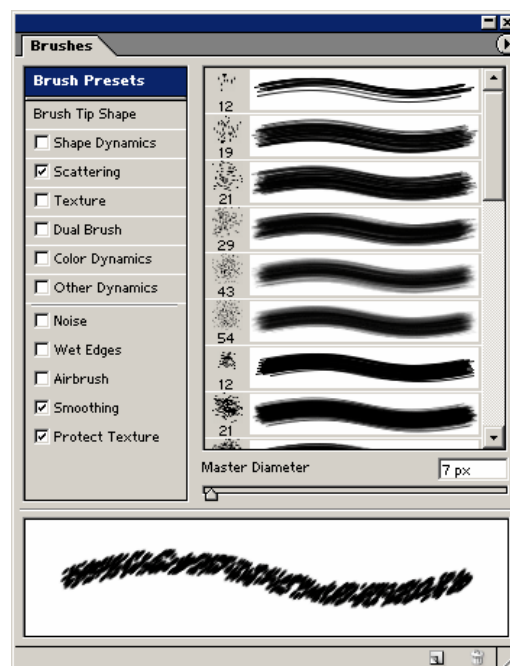 Brushes
Brush Presets
Brush Tip Shape
Shape Dynamics
Scattering
Texture
Dual Brush
Color Dynamics
Other Dynamics
Noise
Wet Edges
Airbrush
Smoothing
Protect Texture
12
19
21
29
43
54
12
21
Master Diameter
7 px